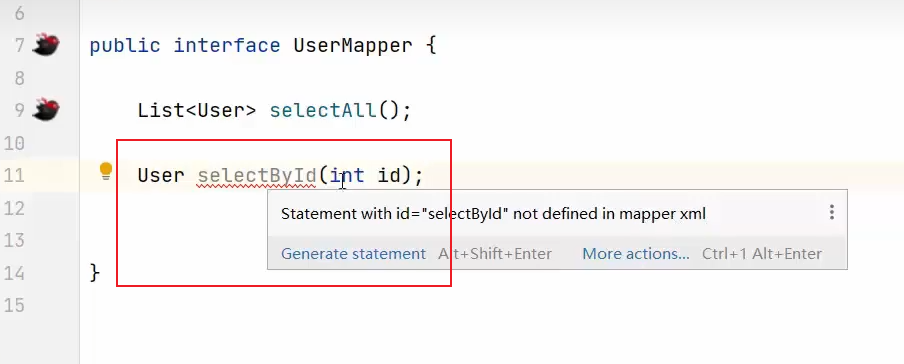 6
7 public interface UserMapper {
8
9 List<User> selectAll();
10
11 User selectById(int id);
12
Statement with id="selectById" not defined in mapper xml
13
Generate statement Alt+Shift+Enter More actions... Ctrl+1 Alt+Enter
14 }
15